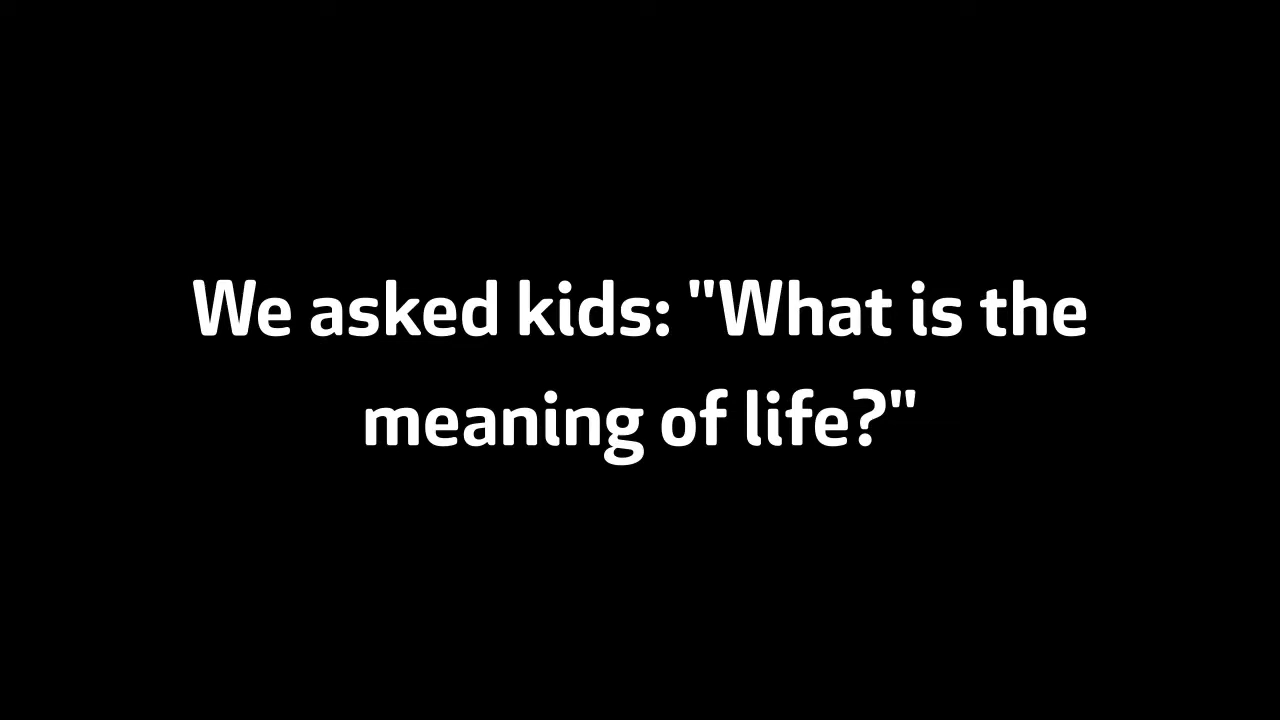 We asked kids: "What is the
meaning of life?"